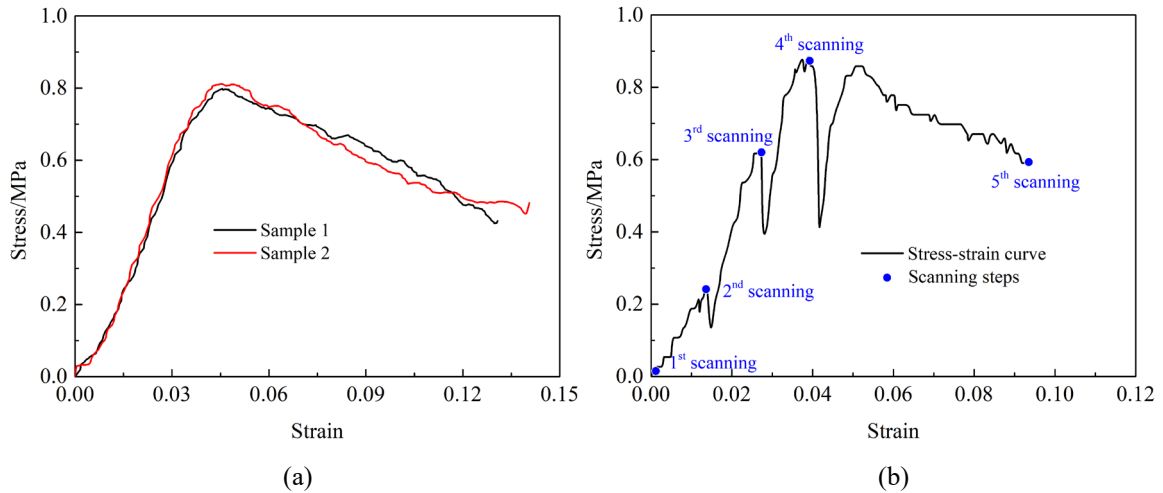 1.0
0.8
0.6
0.4
0.2
0.0
Stress/MPa
Sample 1
Sample 2
0.00
0.03
0.06
0.09
0.12
0.15
Strain
(a)
1.0
0.8
0.6
0.4
0.2
0.0
Stress/MPa
4th scanning
3rd scanning
5th scanning
Stress-strain curve
Scanning steps
2nd scanning
1st scanning
0.00
0.02
0.04
0.06
0.08
0.10
0.12
Strain
(b)